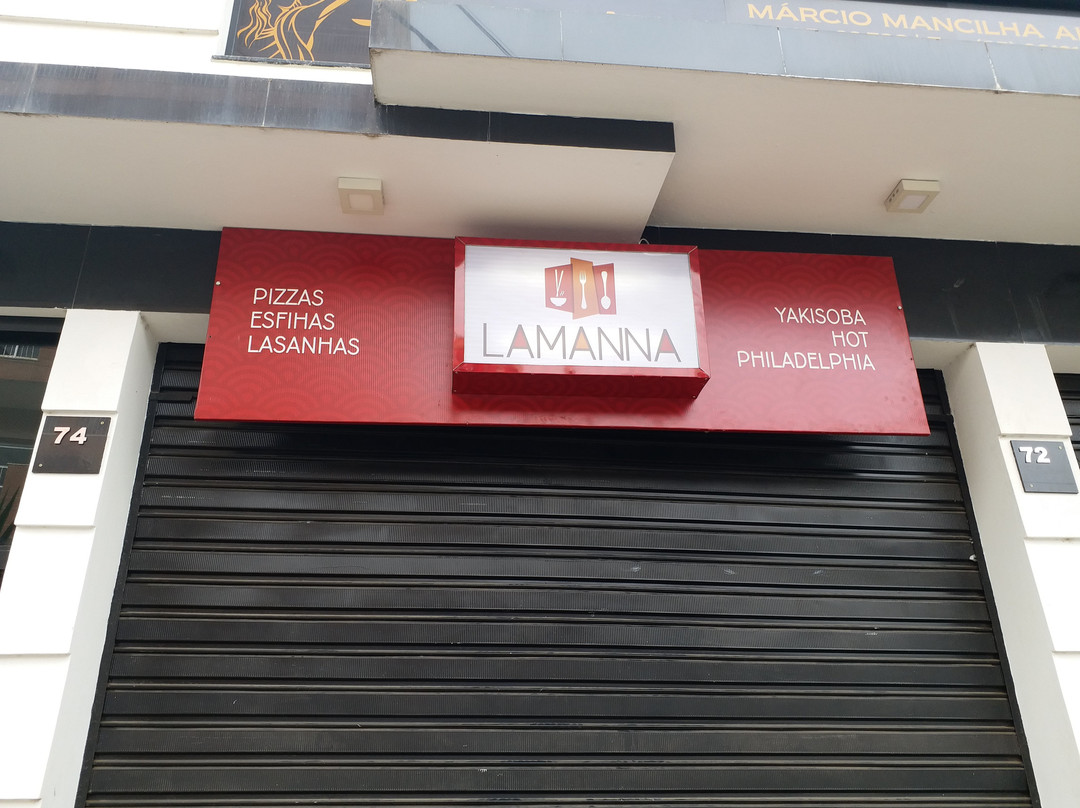 MÁRCIO MANCILHA
PIZZAS
ESFIHAS
LASANHAS
LAMANNA
YAKISOBA
HOT
PHILADELPHIA
74
72